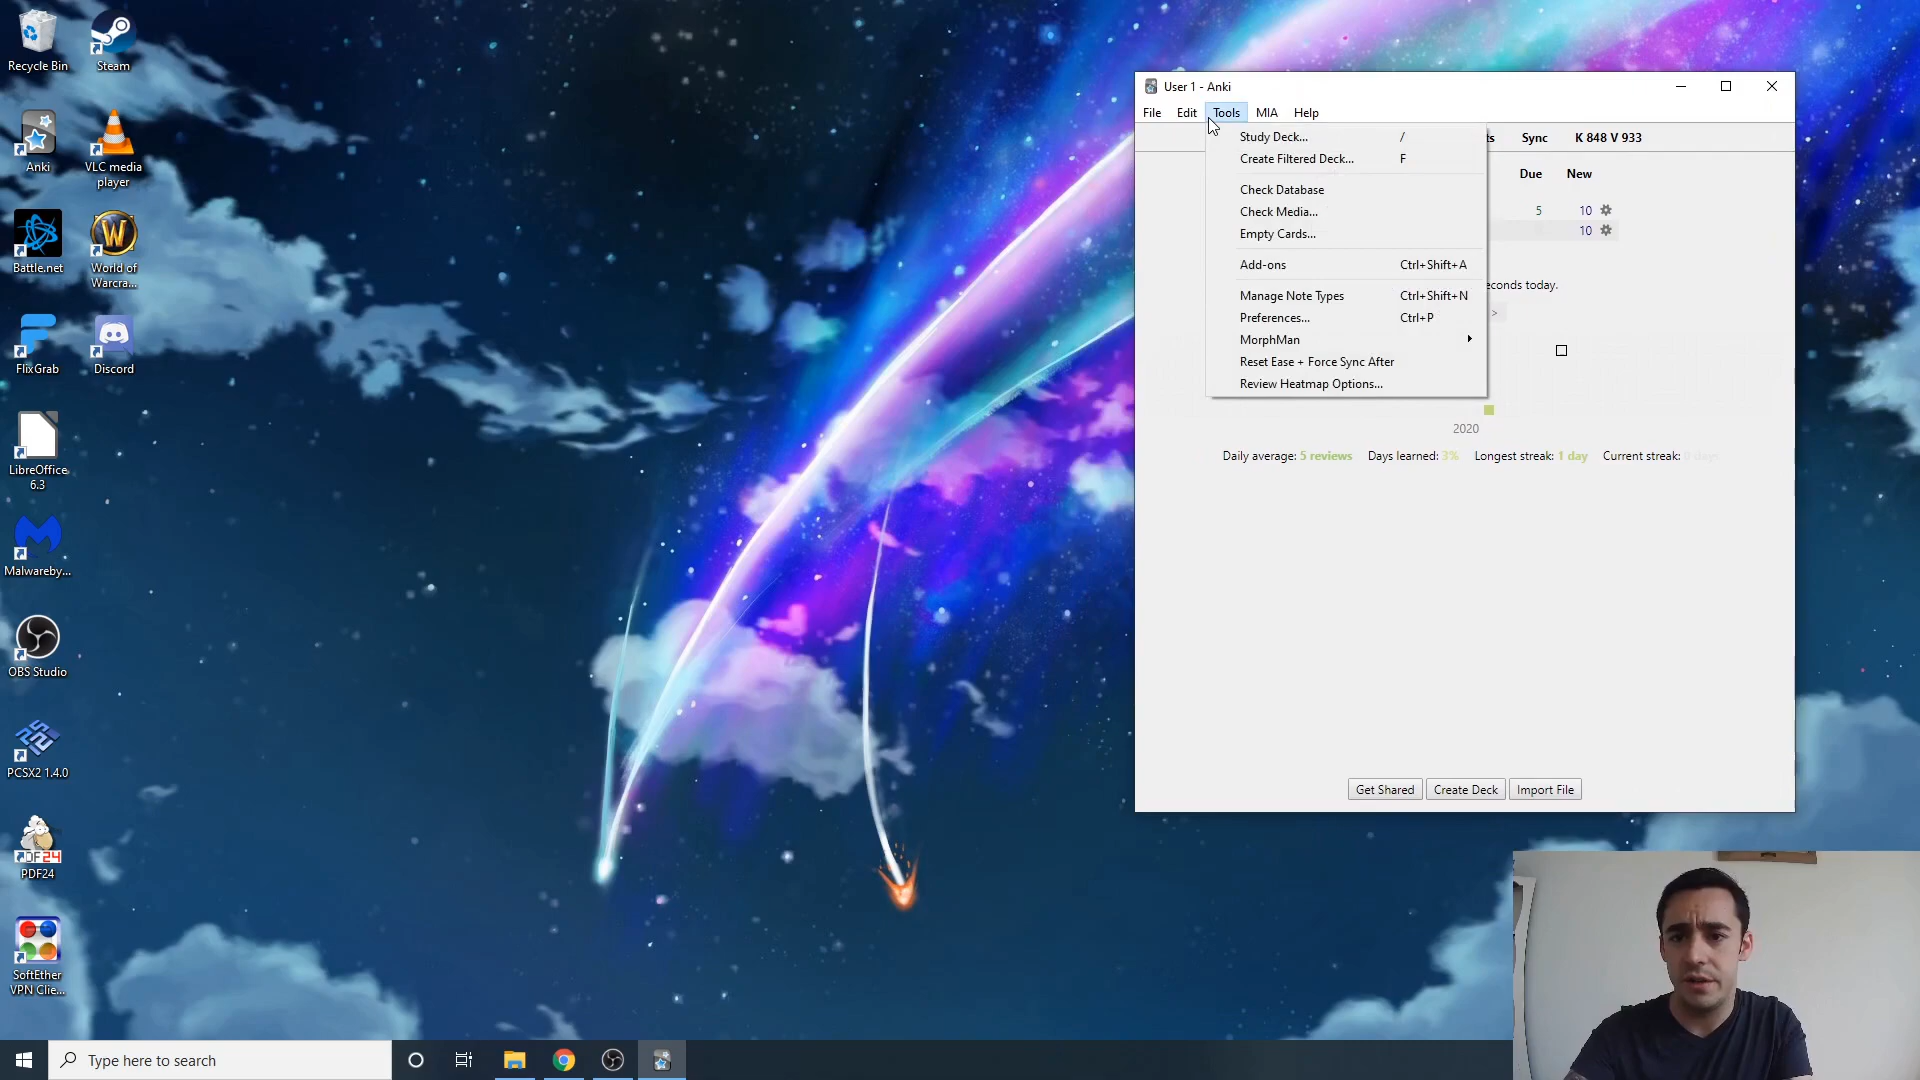 Recycle Bin
Steam
Anki
VLC media
player
Battle.net
World of
Warcra...
FlixGrab
Discord
LibreOffice
6.3
Malwareby...
OBS Studio
PCSX2 1.4.0
PDF24
SoftEther
VPN Clie...
User 1 - Anki
File Edit Tools MIA Help
Study Deck... /
Create Filtered Deck... F
Check Database
Check Media...
Empty Cards...
Add-ons Ctrl+Shift+A
Manage Note Types Ctrl+Shift+N
Preferences... Ctrl+P
MorphMan
Reset Ease + Force Sync After
Review Heatmap Options...
ts Sync K 848 V 933
Due New
5 10
10
econds today.
>
2020
Daily average: 5 reviews Days learned: 3% Longest streak: 1 day Current streak: 0 days
Get Shared Create Deck Import File
Type here to search